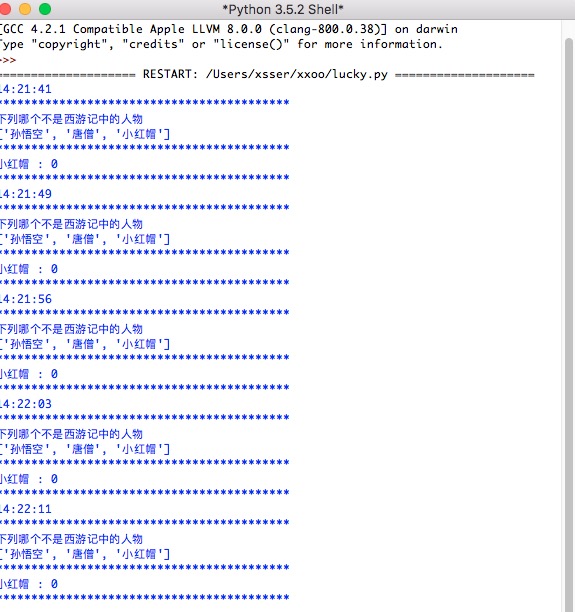 *Python 3.5.2 Shell*
[GCC 4.2.1 Compatible Apple LLVM 8.0.0 (clang-800.0.38)] on darwin
Type "copyright", "credits" or "license()" for more information.
>>>
==================== RESTART: /Users/xsser/xxoo/lucky.py ====================
14:21:41
****************************************
下列哪个不是西游记中的人物
['孙悟空', '唐僧', '小红帽']
****************************************
小红帽 : 0
****************************************
14:21:49
****************************************
下列哪个不是西游记中的人物
['孙悟空', '唐僧', '小红帽']
****************************************
小红帽 : 0
****************************************
14:21:56
****************************************
下列哪个不是西游记中的人物
['孙悟空', '唐僧', '小红帽']
****************************************
小红帽 : 0
****************************************
14:22:03
****************************************
下列哪个不是西游记中的人物
['孙悟空', '唐僧', '小红帽']
****************************************
小红帽 : 0
****************************************
14:22:11
****************************************
下列哪个不是西游记中的人物
['孙悟空', '唐僧', '小红帽']
****************************************
小红帽 : 0
****************************************